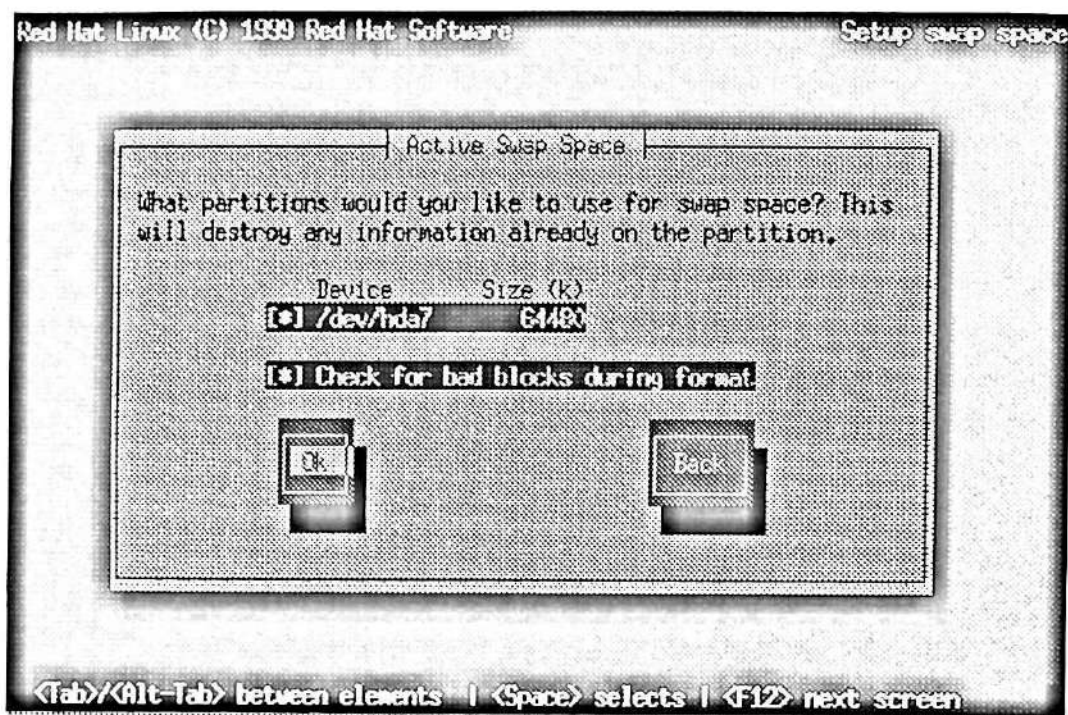 Red Hat Linux (C) 1999 Red Hat Software Setup swap space
Active Swap Space
What partitions would you like to use for swap space? This
will destroy any information already on the partition.
Device Size (k)
[*] /dev/hda7 64480
[*] Check for bad blocks during format
Ok Back
<Tab>/<Alt-Tab> between elements | <Space> selects | <F12> next screen